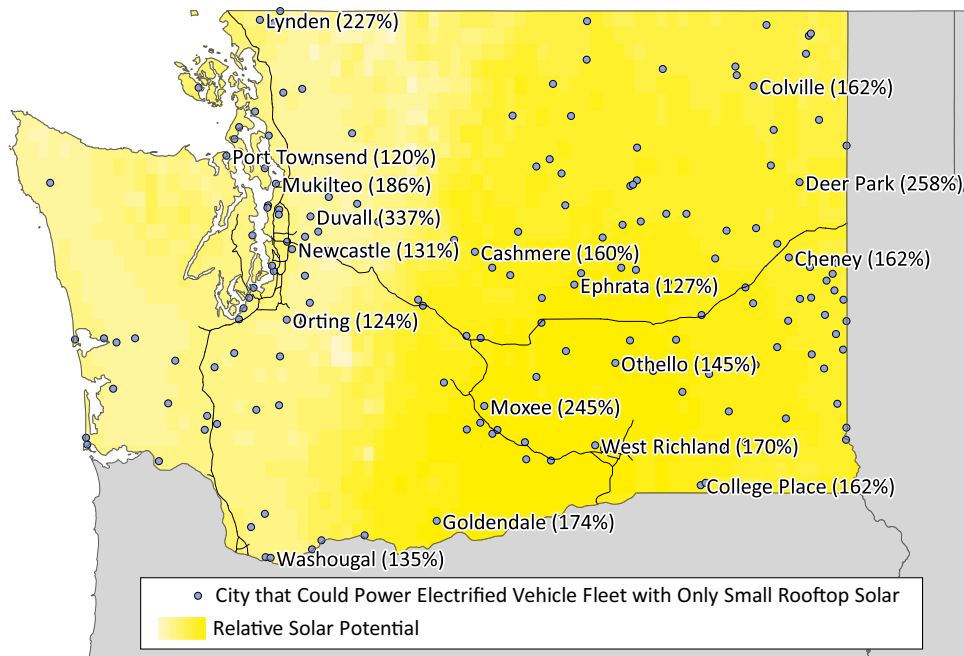 Lynden (227%)
Colville (162%)
Port Townsend (120%)
Mukilteo (186%)
Deer Park (258%)
Duvall (337%)
Newcastle (131%)
Cashmere (160%)
Cheney (162%)
Ephrata (127%)
Orting (124%)
Othello (145%)
Moxee (245%)
West Richland (170%)
College Place (162%)
Goldendale (174%)
Washougal (135%)
City that Could Power Electrified Vehicle Fleet with Only Small Rooftop Solar
Relative Solar Potential